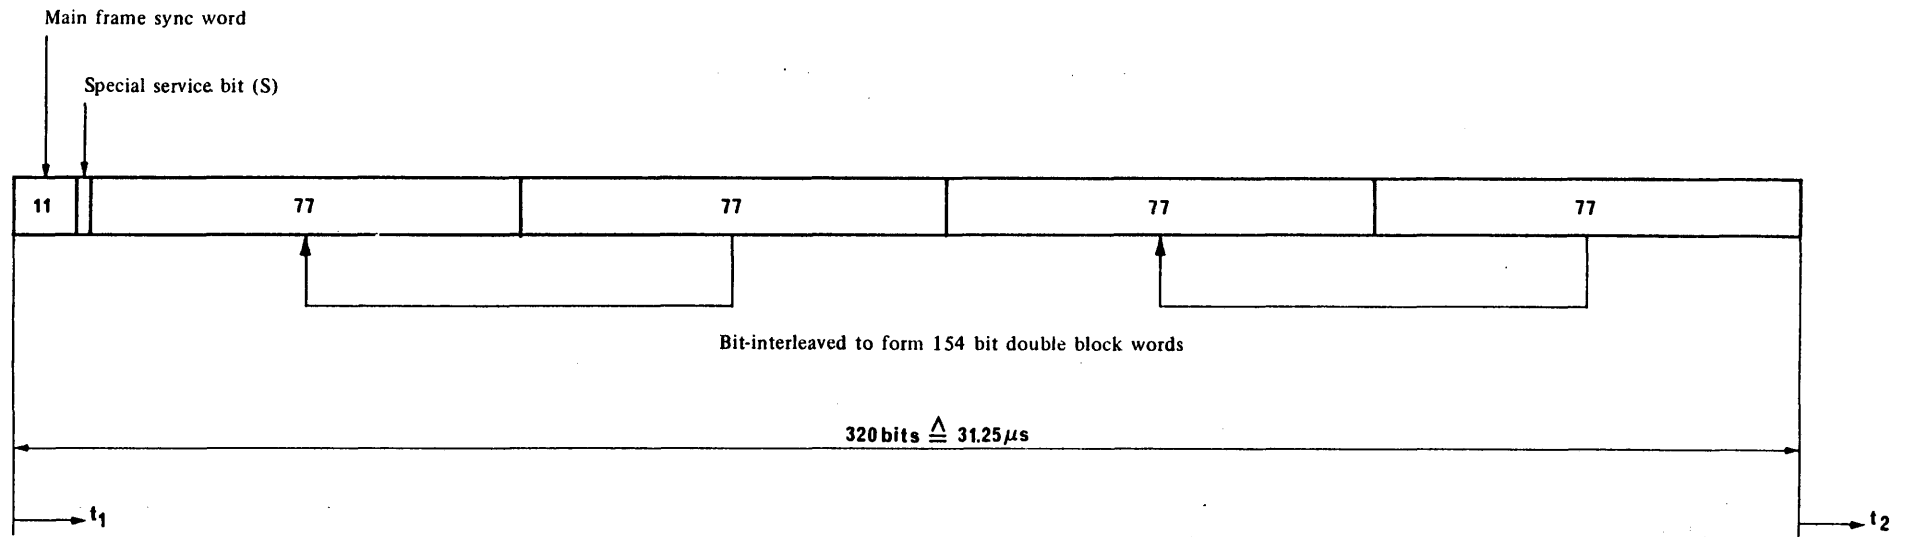 Main frame sync word
Special service bit (S)
11 77 77 77 77
Bit-interleaved to form 154 bit double block words
320 bits ≙ 31.25 μs
t1 t2